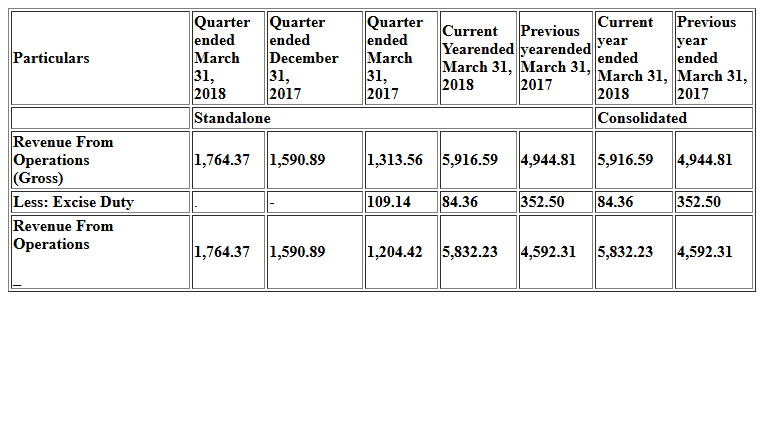 Particulars
Quarter
ended
March
31,
2018
Quarter
ended
December
31,
2017
Quarter
ended
March
31,
2017
Current
Yearended
March 31,
2018
Previous
yearended
March 31,
2017
Current
year
ended
March 31,
2018
Previous
year
ended
March 31,
2017
Standalone
Consolidated
Revenue From
Operations
(Gross)
1,764.37
1,590.89
1,313.56
5,916.59
4,944.81
5,916.59
4,944.81
Less: Excise Duty
.
-
109.14
84.36
352.50
84.36
352.50
Revenue From
Operations
_
1,764.37
1,590.89
1,204.42
5,832.23
4,592.31
5,832.23
4,592.31